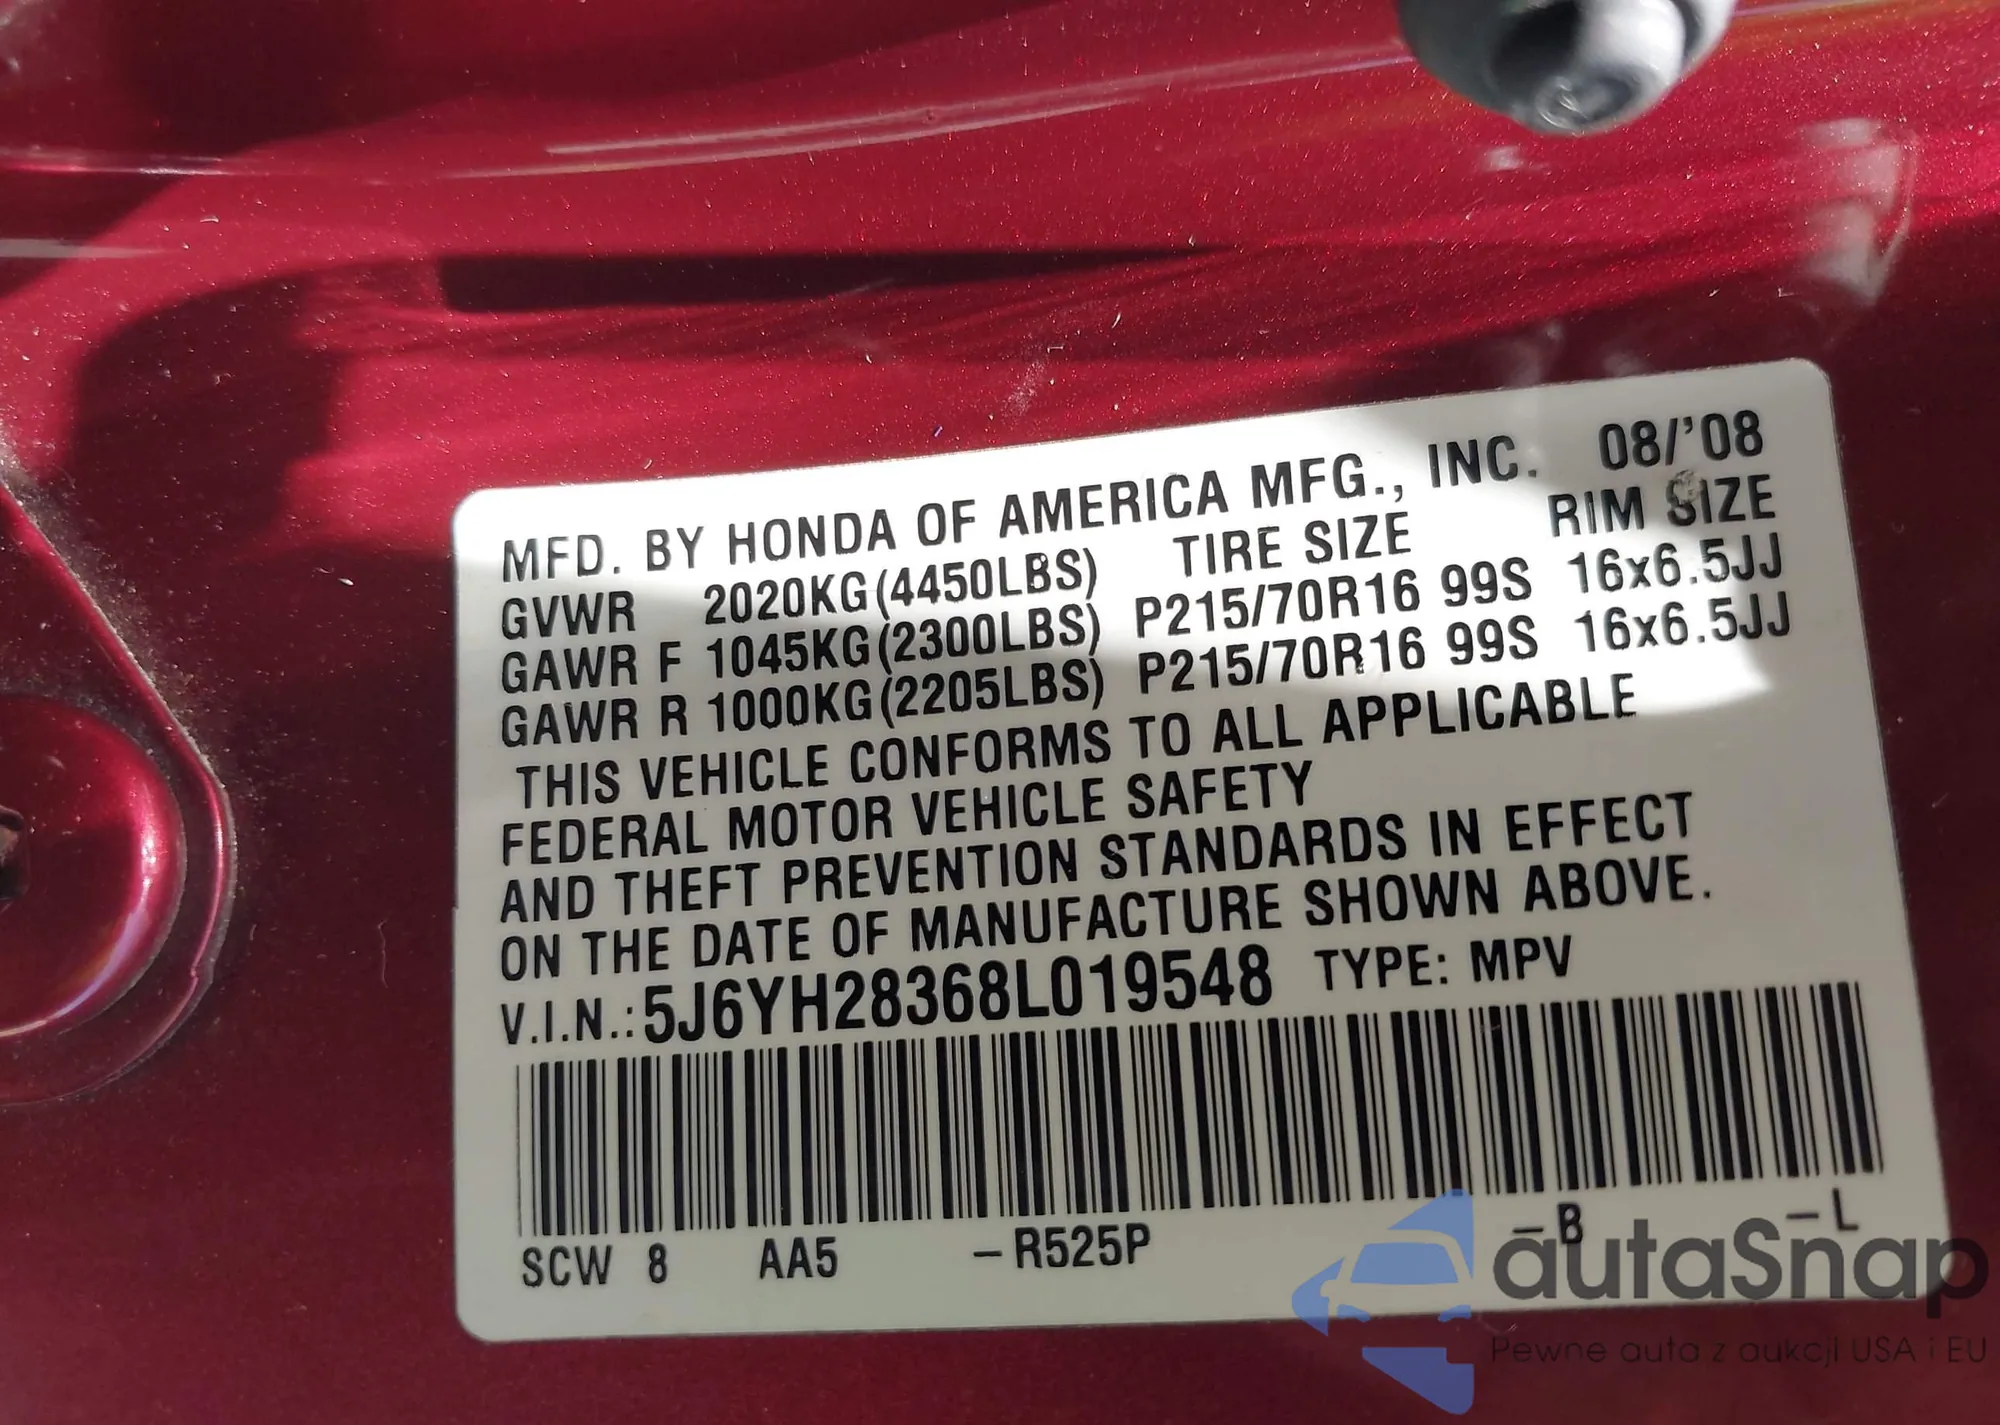 MFD. BY HONDA OF AMERICA MFG., INC. 08/'08
GVWR 2020KG(4450LBS) TIRE SIZE RIM SIZE
GAWR F 1045KG(2300LBS) P215/70R16 99S 16x6.5JJ
GAWR R 1000KG(2205LBS) P215/70R16 99S 16x6.5JJ
THIS VEHICLE CONFORMS TO ALL APPLICABLE
FEDERAL MOTOR VEHICLE SAFETY
AND THEFT PREVENTION STANDARDS IN EFFECT
ON THE DATE OF MANUFACTURE SHOWN ABOVE.
V.I.N.: 5J6YH28368L019548 TYPE: MPV
SCW 8 AA5 –R525P –B –L
autaSnap
Pewne auta z aukcji USA i EU